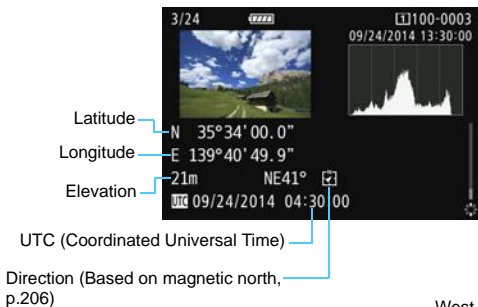 3/24
1 100-0003
09/24/2014 13:30:00
Latitude
N 35°34'00.0"
Longitude
E 139°40'49.9"
Elevation
21m NE41°
UTC 09/24/2014 04:30:00
UTC (Coordinated Universal Time)
Direction (Based on magnetic north,
p.206)
West